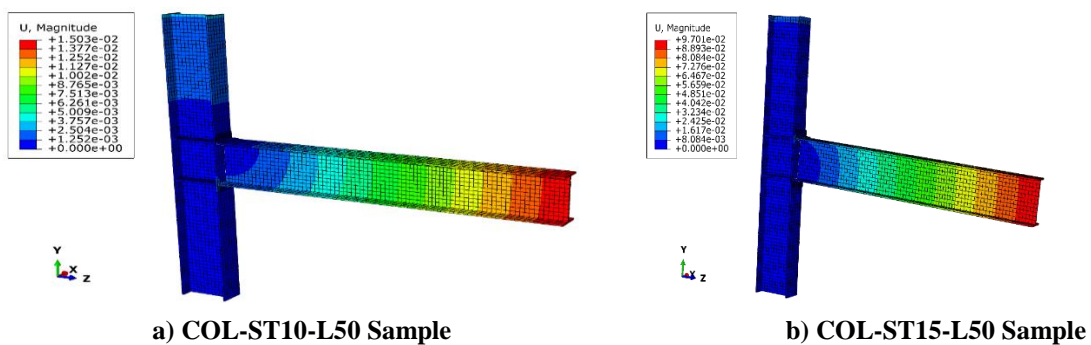 U, Magnitude
+1.503e-02
+1.377e-02
+1.252e-02
+1.127e-02
+1.002e-02
+8.765e-03
+7.513e-03
+6.261e-03
+5.009e-03
+3.757e-03
+2.504e-03
+1.252e-03
+0.000e+00
Y
X
Z
a) COL-ST10-L50 Sample
U, Magnitude
+9.701e-02
+8.893e-02
+8.084e-02
+7.276e-02
+6.467e-02
+5.659e-02
+4.851e-02
+4.042e-02
+3.234e-02
+2.425e-02
+1.617e-02
+8.084e-03
+0.000e+00
Y
X
Z
b) COL-ST15-L50 Sample